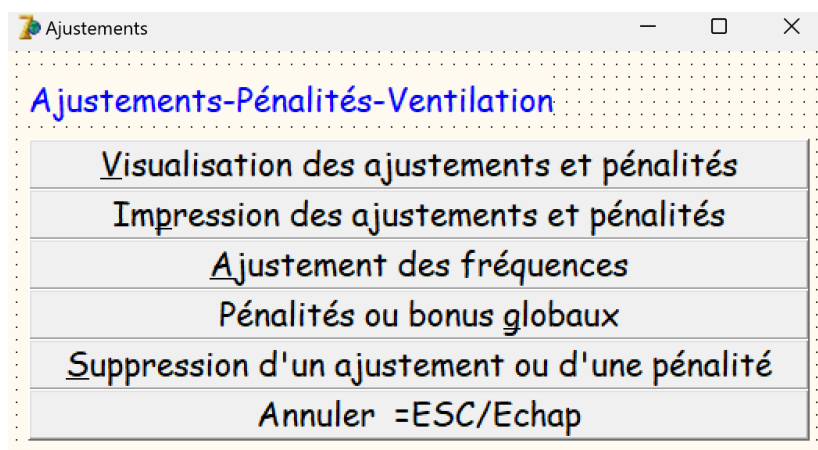 Ajustements
Ajustements-Pénalités-Ventilation
Visualisation des ajustements et pénalités
Impression des ajustements et pénalités
Ajustement des fréquences
Pénalités ou bonus globaux
Suppression d'un ajustement ou d'une pénalité
Annuler =ESC/Echap